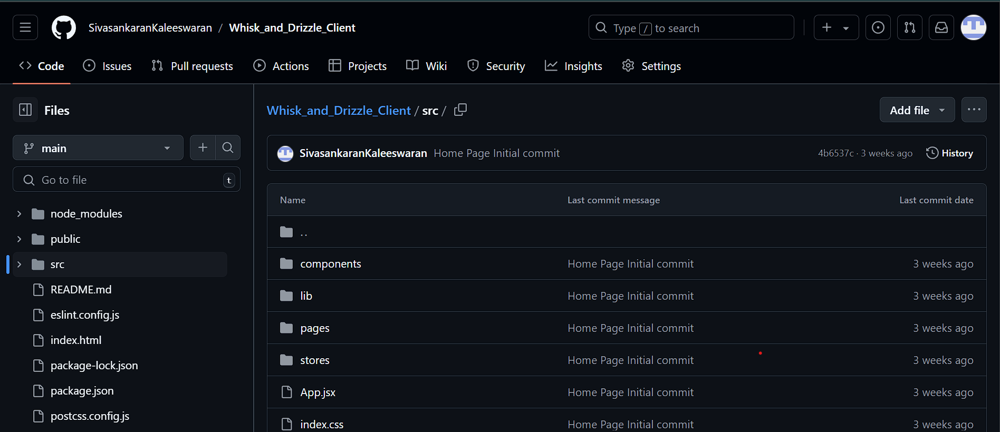 SivasankaranKaleeswaran / Whisk_and_Drizzle_Client
Type / to search
Code Issues Pull requests Actions Projects Wiki Security Insights Settings
Files
Whisk_and_Drizzle_Client / src /
Add file
main
SivasankaranKaleeswaran Home Page Initial commit
4b6537c · 3 weeks ago
History
Go to file
t
node_modules
public
src
README.md
eslint.config.js
index.html
package-lock.json
package.json
postcss.config.js
Name Last commit message Last commit date
..
components Home Page Initial commit 3 weeks ago
lib Home Page Initial commit 3 weeks ago
pages Home Page Initial commit 3 weeks ago
stores Home Page Initial commit 3 weeks ago
App.jsx Home Page Initial commit 3 weeks ago
index.css Home Page Initial commit 3 weeks ago